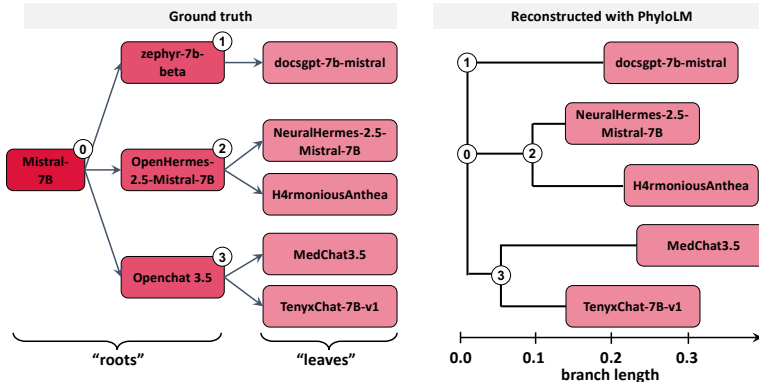 Ground truth
zephyr-7b-
beta
1
docsgpt-7b-mistral
Mistral-
7B
0
OpenHermes-
2.5-Mistral-7B
2
NeuralHermes-2.5-
Mistral-7B
H4rmoniousAnthea
Openchat 3.5
3
MedChat3.5
TenyxChat-7B-v1
“roots”
“leaves”
Reconstructed with PhyloLM
1
docsgpt-7b-mistral
0
2
NeuralHermes-2.5-
Mistral-7B
H4rmoniousAnthea
3
MedChat3.5
TenyxChat-7B-v1
0.0 0.1 0.2 0.3
branch length